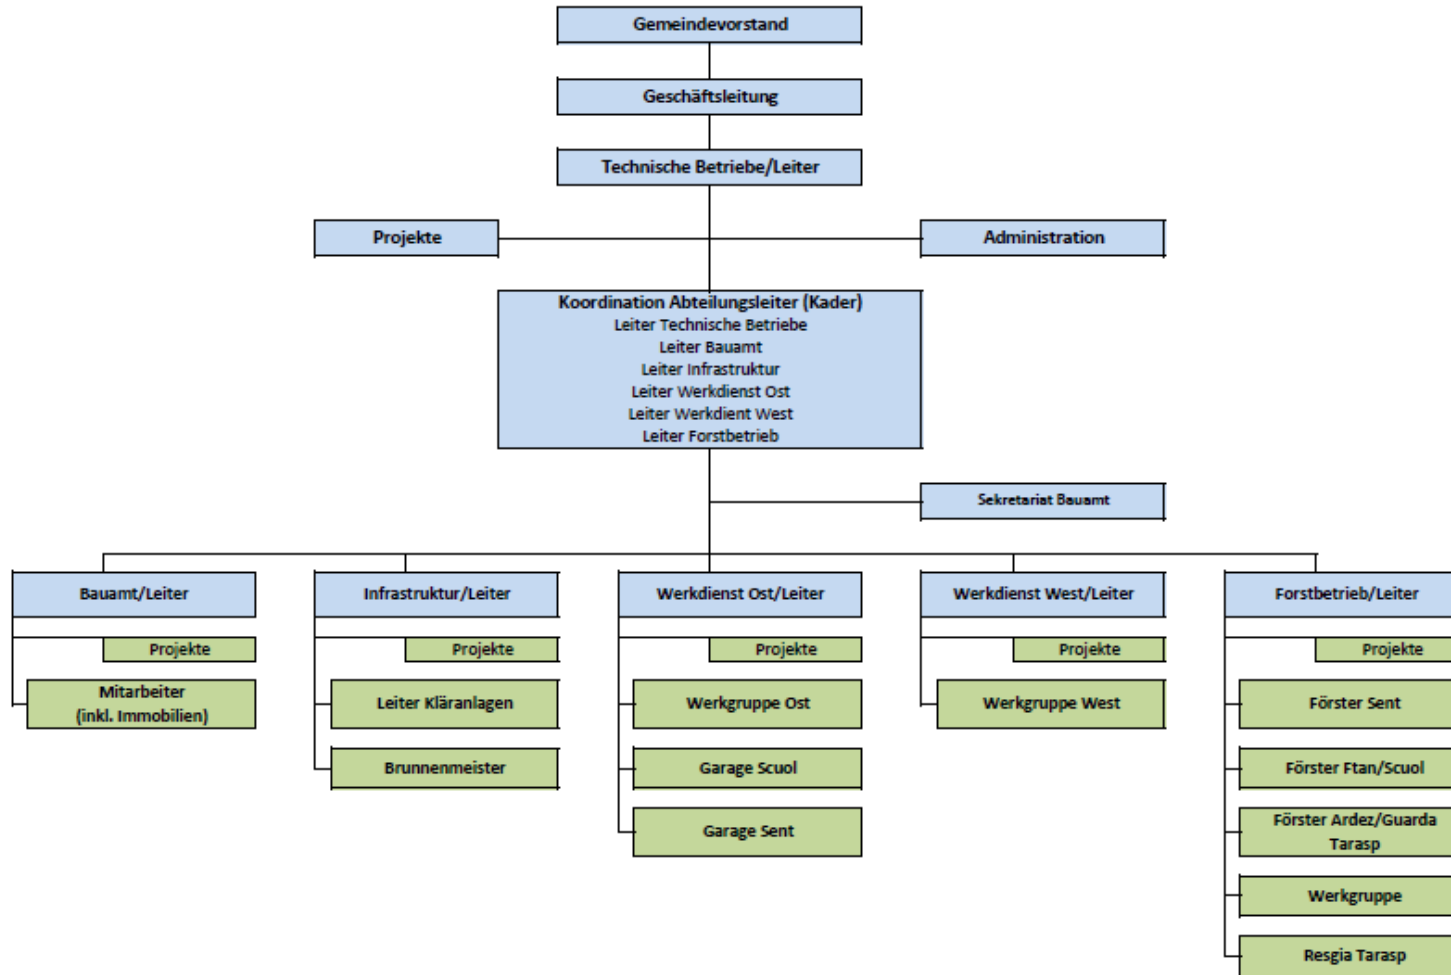 Gemeindevorstand
Geschäftsleitung
Technische Betriebe/Leiter
Projekte
Administration
Koordination Abteilungsleiter (Kader)
Leiter Technische Betriebe
Leiter Bauamt
Leiter Infrastruktur
Leiter Werkdienst Ost
Leiter Werkdient West
Leiter Forstbetrieb
Sekretariat Bauamt
Bauamt/Leiter
Infrastruktur/Leiter
Werkdienst Ost/Leiter
Werkdienst West/Leiter
Forstbetrieb/Leiter
Projekte
Projekte
Projekte
Projekte
Projekte
Mitarbeiter
(inkl. Immobilien)
Leiter Kläranlagen
Werkgruppe Ost
Werkgruppe West
Förster Sent
Brunnenmeister
Garage Scuol
Förster Ftan/Scuol
Garage Sent
Förster Ardez/Guarda
Tarasp
Werkgruppe
Resgia Tarasp